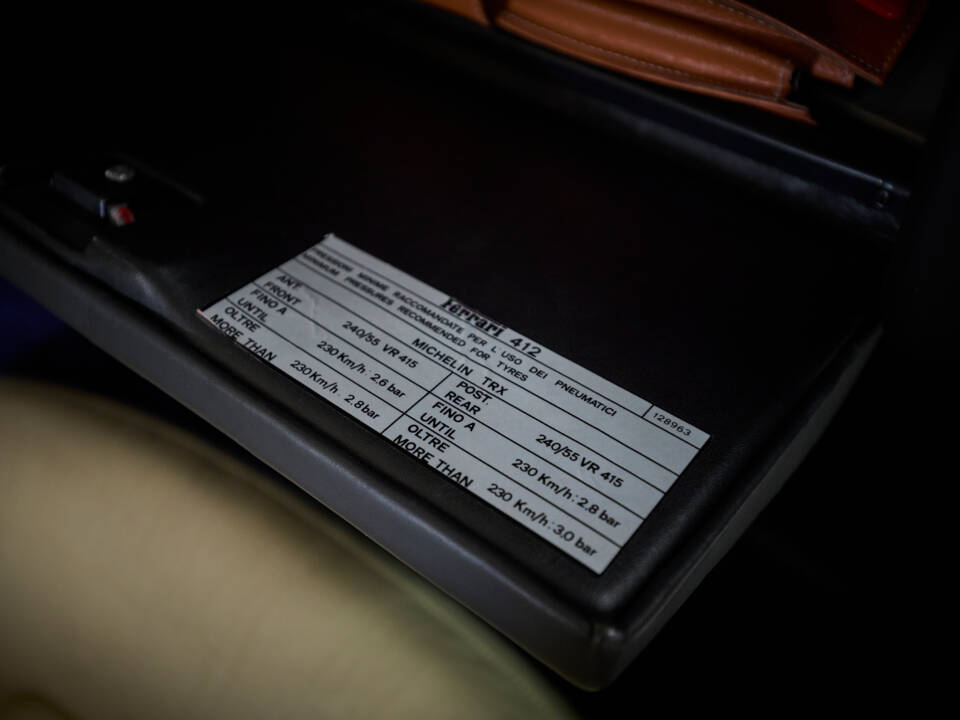 Ferrari 412
PRESSIONI MINIME RACCOMANDATE PER L'USO DEI PNEUMATICI 128963
MINIMUM PRESSURES RECOMMENDED FOR TYRES
MICHELIN TRX
ANT.
FRONT 240/55 VR 415
POST.
REAR 240/55 VR 415
FINO A
UNTIL 230 Km/h: 2.6 bar
FINO A
UNTIL 230 Km/h: 2.8 bar
OLTRE
MORE THAN 230 Km/h: 2.8 bar
OLTRE
MORE THAN 230 Km/h: 3.0 bar